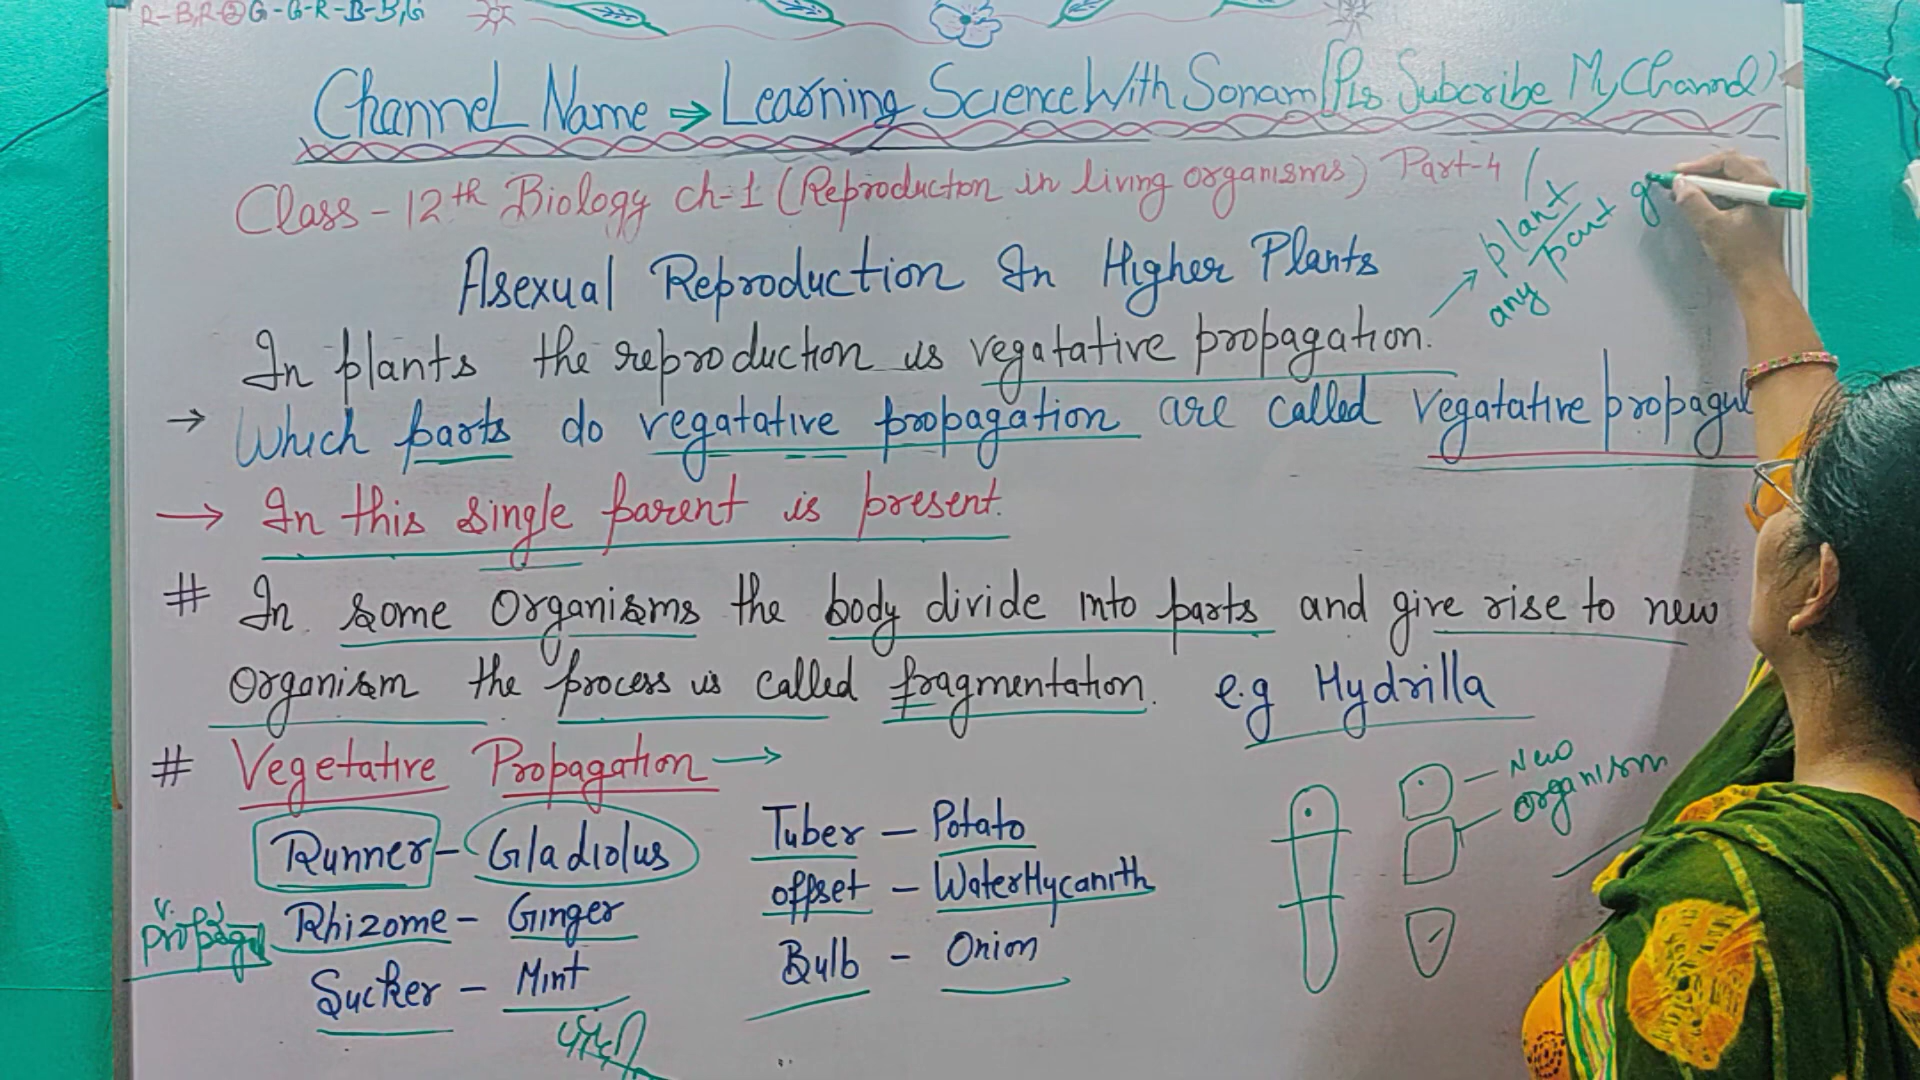 R-B,R G-G-R-B-B,G
Channel Name → Learning Science With Sonam (Pls. Subcribe My Channel)
Class-12th Biology ch-1 (Reproduction in living organisms) Part-4
plant
any part g
Asexual Reproduction In Higher Plants
In plants the reproduction is vegatative propagation.
→ Which parts do vegatative propagation are called vegatative propagul
→ In this single parent is present.
# In some organisms the body divide into parts and give rise to new
organism the process is called fragmentation. e.g Hydrilla
# Vegetative Propagation →
New
organism
Runner - Gladiolus
Tuber - Potato
V.
Propagul
Rhizome - Ginger
offset - WaterHycanith
Sucker - Mint
Bulb - Onion